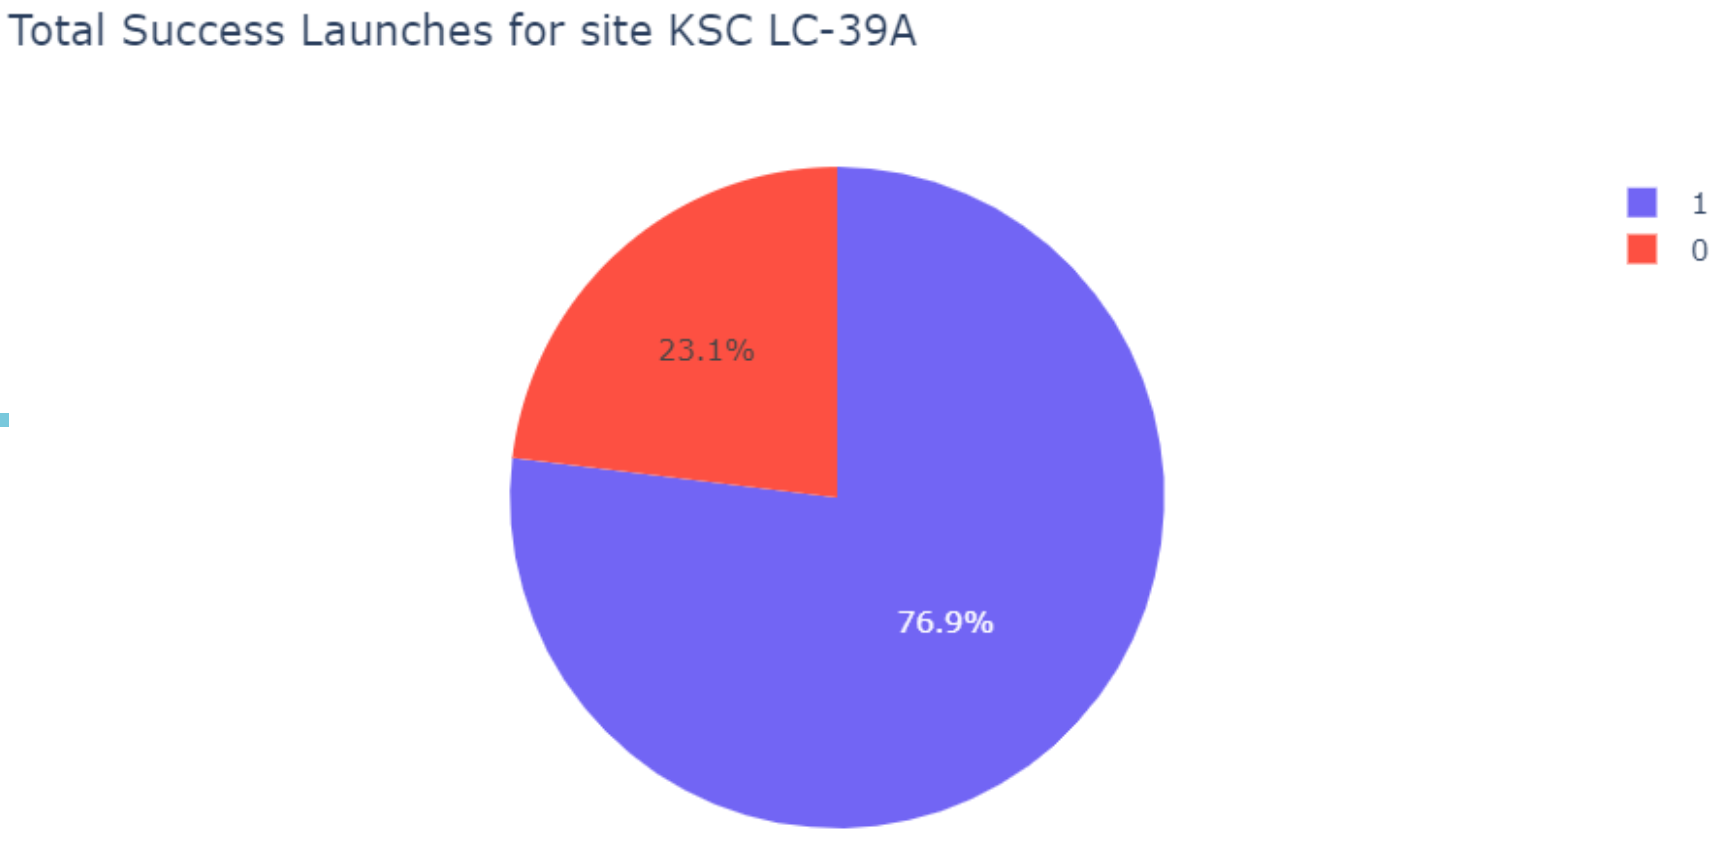 Total Success Launches for site KSC LC-39A
1
0
23.1%
76.9%